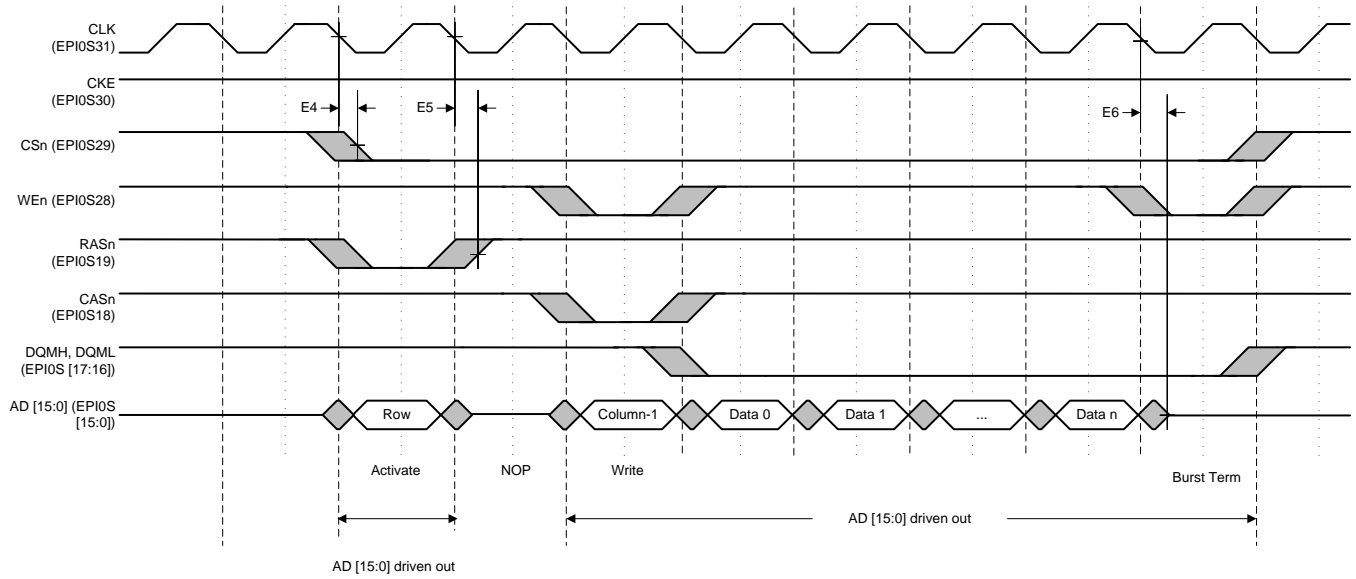 CLK
(EPI0S31)
CKE
(EPI0S30)
E4
E5
E6
CSn (EPI0S29)
WEn (EPI0S28)
RASn
(EPI0S19)
CASn
(EPI0S18)
DQMH, DQML
(EPI0S [17:16])
AD [15:0] (EPI0S
[15:0])
Row
Column-1
Data 0
Data 1
...
Data n
Activate
NOP
Write
Burst Term
AD [15:0] driven out
AD [15:0] driven out